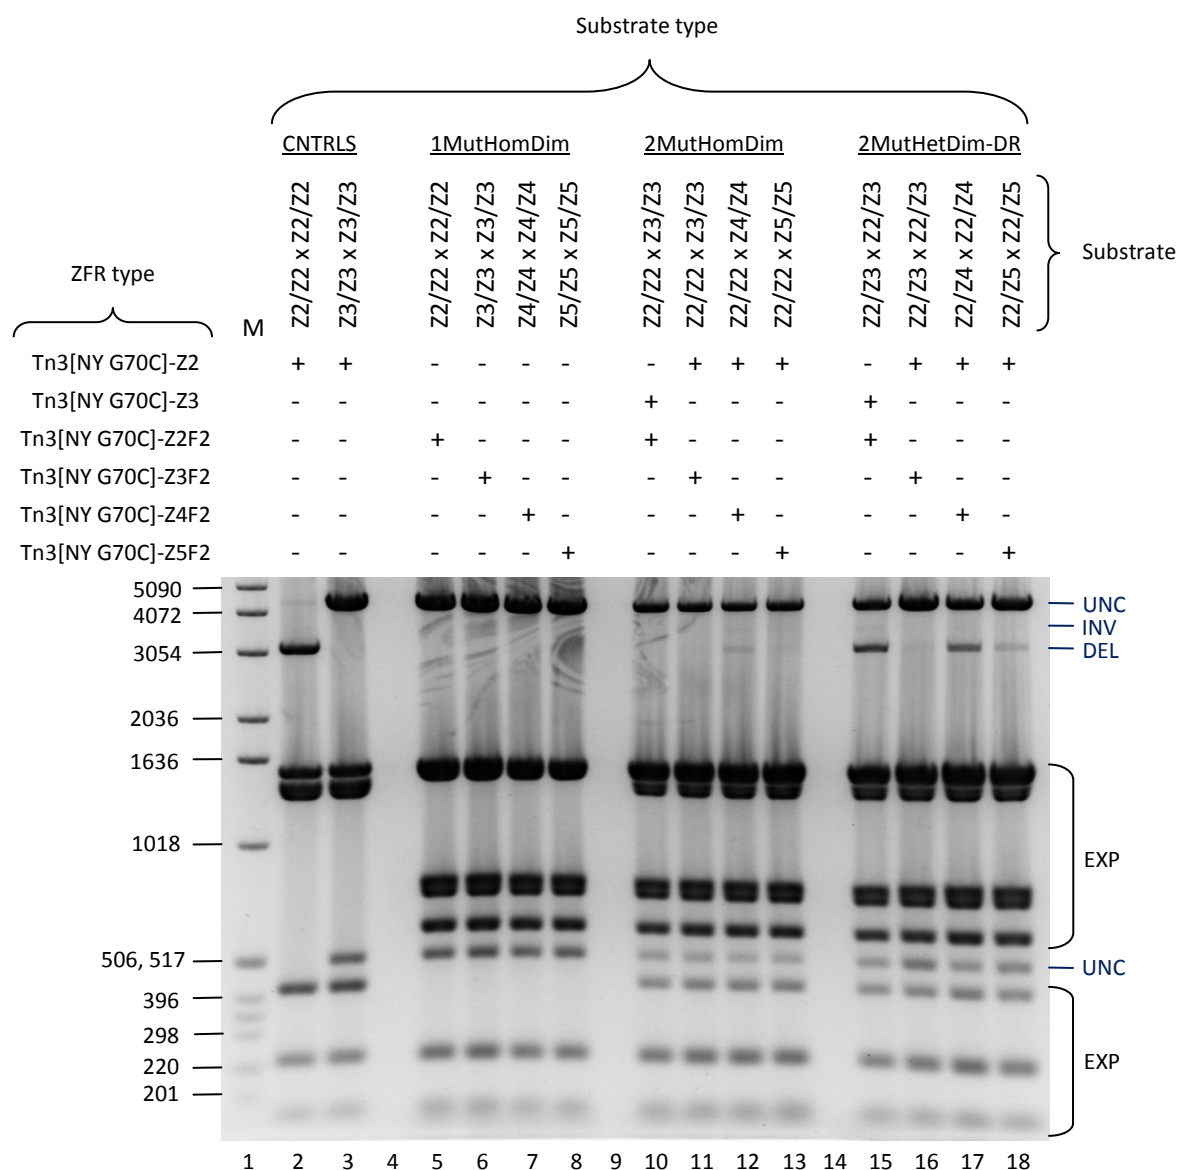 Substrate type
CNTRLS 1MutHomDim 2MutHomDim 2MutHetDim-DR
Z2/Z2 x Z2/Z2
Z3/Z3 x Z3/Z3
Z2/Z2 x Z2/Z2
Z3/Z3 x Z3/Z3
Z4/Z4 x Z4/Z4
Z5/Z5 x Z5/Z5
Z2/Z2 x Z3/Z3
Z2/Z2 x Z3/Z3
Z2/Z2 x Z4/Z4
Z2/Z2 x Z5/Z5
Z2/Z3 x Z2/Z3
Z2/Z3 x Z2/Z3
Z2/Z4 x Z2/Z4
Z2/Z5 x Z2/Z5
Substrate
ZFR type
M
Tn3[NY G70C]-Z2 + + - - - - - + + + - + + +
Tn3[NY G70C]-Z3 - - - - - - + - - - + - - -
Tn3[NY G70C]-Z2F2 - - + - - - + - - - + - - -
Tn3[NY G70C]-Z3F2 - - - + - - - + - - - + - -
Tn3[NY G70C]-Z4F2 - - - - + - - - + - - - + -
Tn3[NY G70C]-Z5F2 - - - - - + - - - + - - - +
5090
4072
3054
2036
1636
1018
506, 517
396
298
220
201
UNC
INV
DEL
EXP
UNC
EXP
1 2 3 4 5 6 7 8 9 10 11 12 13 14 15 16 17 18